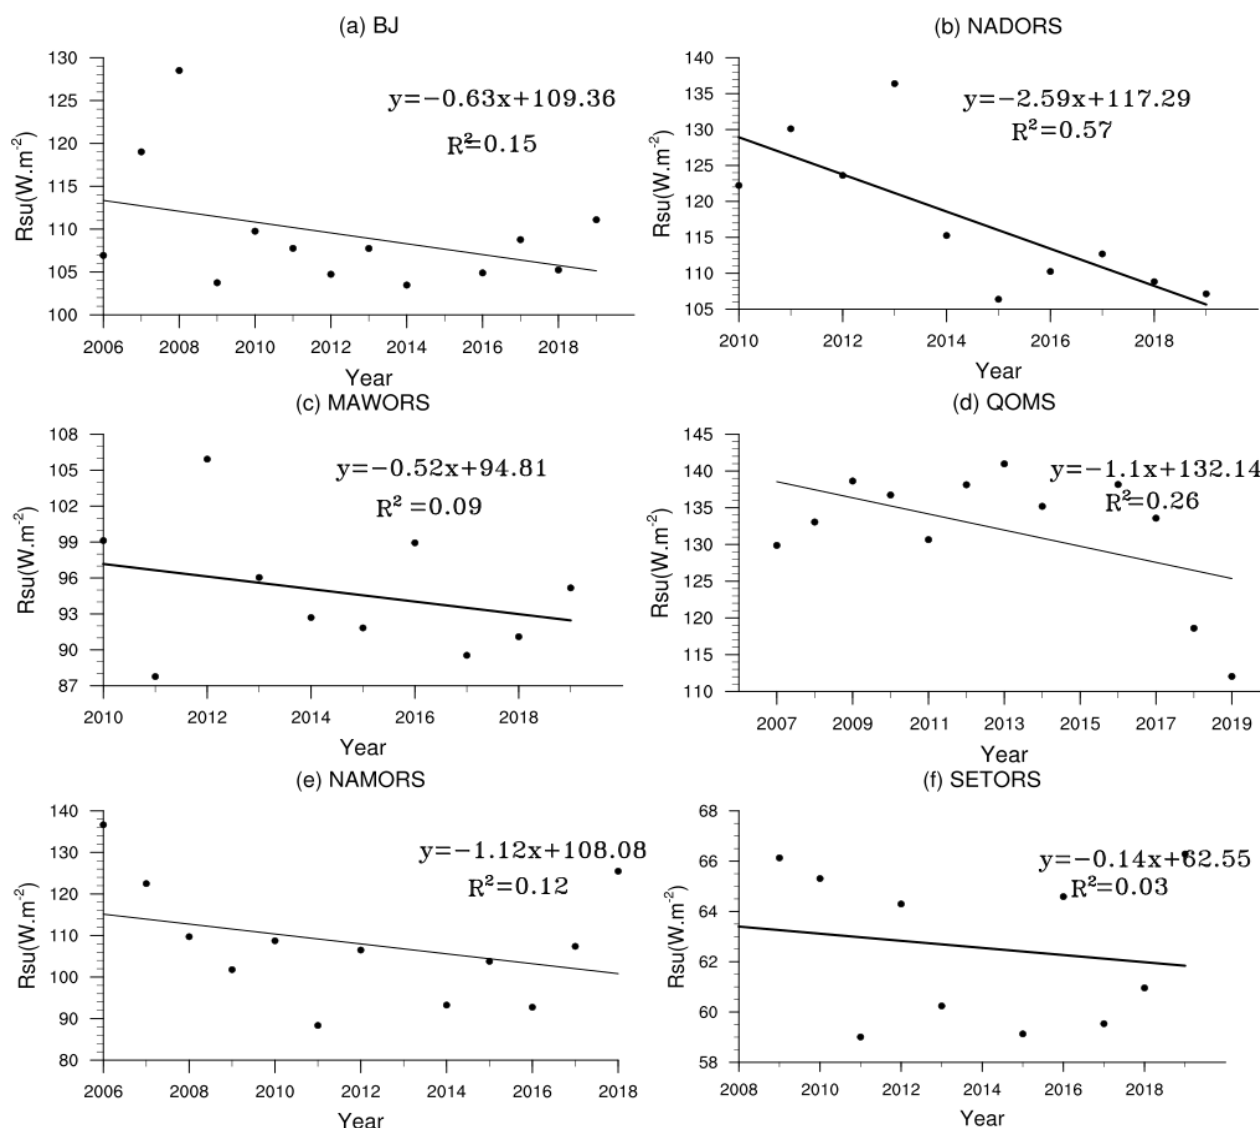 (a) BJ
130
125
120
115
110
105
100
Rsu(W.m-2)
y=−0.63x+109.36
R²=0.15
2006 2008 2010 2012 2014 2016 2018
Year
(b) NADORS
140
135
130
125
120
115
110
105
Rsu(W.m-2)
y=−2.59x+117.29
R²=0.57
2010 2012 2014 2016 2018
Year
(c) MAWORS
108
105
102
99
96
93
90
87
Rsu(W.m-2)
y=−0.52x+94.81
R² =0.09
2010 2012 2014 2016 2018
Year
(d) QOMS
145
140
135
130
125
120
115
110
Rsu(W.m-2)
y=−1.1x+132.14
R²=0.26
2007 2009 2011 2013 2015 2017 2019
Year
(e) NAMORS
140
130
120
110
100
90
80
Rsu(W.m-2)
y=−1.12x+108.08
R²=0.12
2006 2008 2010 2012 2014 2016 2018
Year
(f) SETORS
68
66
64
62
60
58
Rsu(W.m-2)
y=−0.14x+62.55
R²=0.03
2008 2010 2012 2014 2016 2018
Year